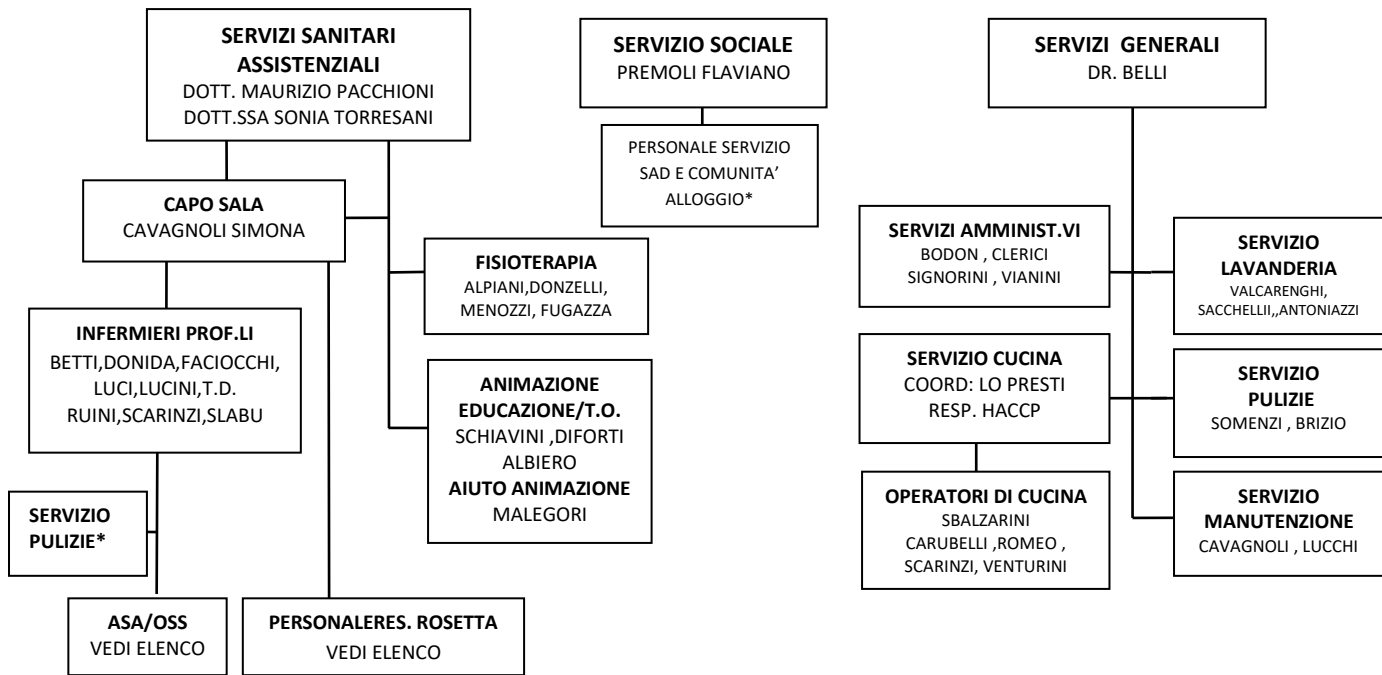 SERVIZI SANITARI
ASSISTENZIALI
DOTT. MAURIZIO PACCHIONI
DOTT.SSA SONIA TORRESANI
SERVIZIO SOCIALE
PREMOLI FLAVIANO
SERVIZI GENERALI
DR. BELLI
PERSONALE SERVIZIO
SAD E COMUNITA’
ALLOGGIO*
CAPO SALA
CAVAGNOLI SIMONA
FISIOTERAPIA
ALPIANI,DONZELLI,
MENOZZI, FUGAZZA
SERVIZI AMMINIST.VI
BODON , CLERICI
SIGNORINI , VIANINI
SERVIZIO
LAVANDERIA
VALCARENGHI,
SACCHELLII,,ANTONIAZZI
INFERMIERI PROF.LI
BETTI,DONIDA,FACIOCCHI,
LUCI,LUCINI,T.D.
RUINI,SCARINZI,SLABU
ANIMAZIONE
EDUCAZIONE/T.O.
SCHIAVINI ,DIFORTI
ALBIERO
AIUTO ANIMAZIONE
MALEGORI
SERVIZIO CUCINA
COORD: LO PRESTI
RESP. HACCP
SERVIZIO
PULIZIE
SOMENZI , BRIZIO
SERVIZIO
PULIZIE*
OPERATORI DI CUCINA
SBALZARINI
CARUBELLI ,ROMEO ,
SCARINZI, VENTURINI
SERVIZIO
MANUTENZIONE
CAVAGNOLI , LUCCHI
ASA/OSS
VEDI ELENCO
PERSONALERES. ROSETTA
VEDI ELENCO